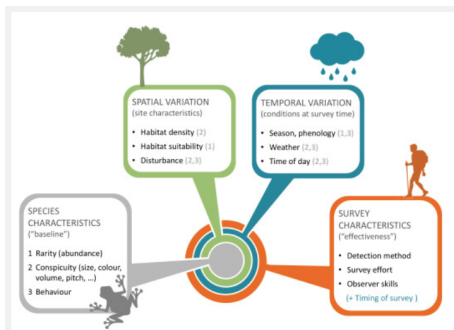 SPATIAL VARIATION
(site characteristics)
• Habitat density (2)
• Habitat suitability (1)
• Disturbance (2,3)
TEMPORAL VARIATION
(conditions at survey time)
• Season, phenology (1,3)
• Weather (2,3)
• Time of day (2,3)
SPECIES
CHARACTERISTICS
("baseline")
1 Rarity (abundance)
2 Conspicuity (size, colour,
volume, pitch, ...)
3 Behaviour
SURVEY
CHARACTERISTICS
("effectiveness")
• Detection method
• Survey effort
• Observer skills
(+ Timing of survey )